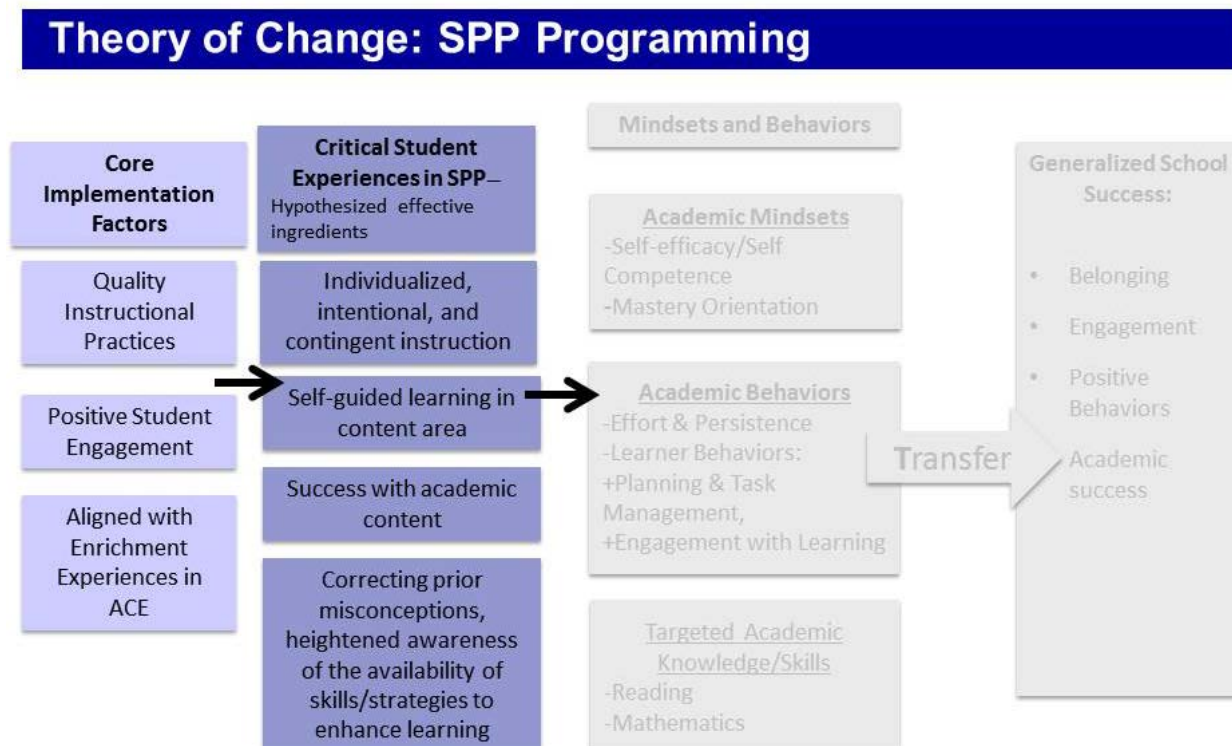 Theory of Change: SPP Programming
Core
Implementation
Factors
Quality
Instructional
Practices
Positive Student
Engagement
Aligned with
Enrichment
Experiences in
ACE
Critical Student
Experiences in SPP–
Hypothesized effective
ingredients
Individualized,
intentional, and
contingent instruction
Self-guided learning in
content area
Success with academic
content
Correcting prior
misconceptions,
heightened awareness
of the availability of
skills/strategies to
enhance learning
Mindsets and Behaviors
Academic Mindsets
-Self-efficacy/Self
Competence
-Mastery Orientation
Academic Behaviors
-Effort & Persistence
-Learner Behaviors:
+Planning & Task
Management,
+Engagement with Learning
Targeted Academic
Knowledge/Skills
-Reading
-Mathematics
Transfer
Generalized School
Success:
• Belonging
• Engagement
• Positive
Behaviors
• Academic
success